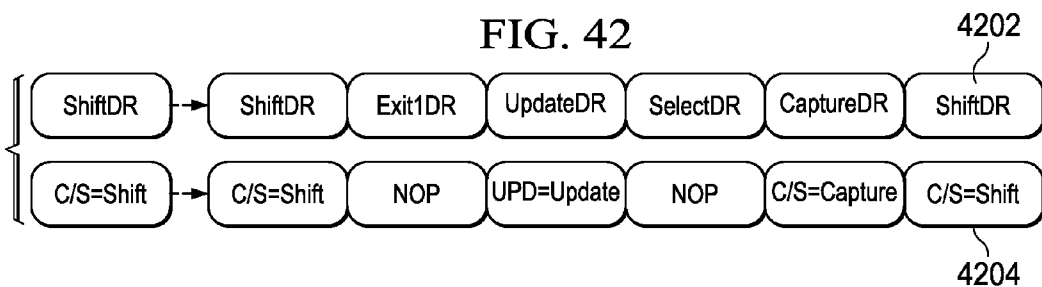 FIG. 42
4202
ShiftDR ShiftDR Exit1DR UpdateDR SelectDR CaptureDR ShiftDR
C/S=Shift C/S=Shift NOP UPD=Update NOP C/S=Capture C/S=Shift
4204